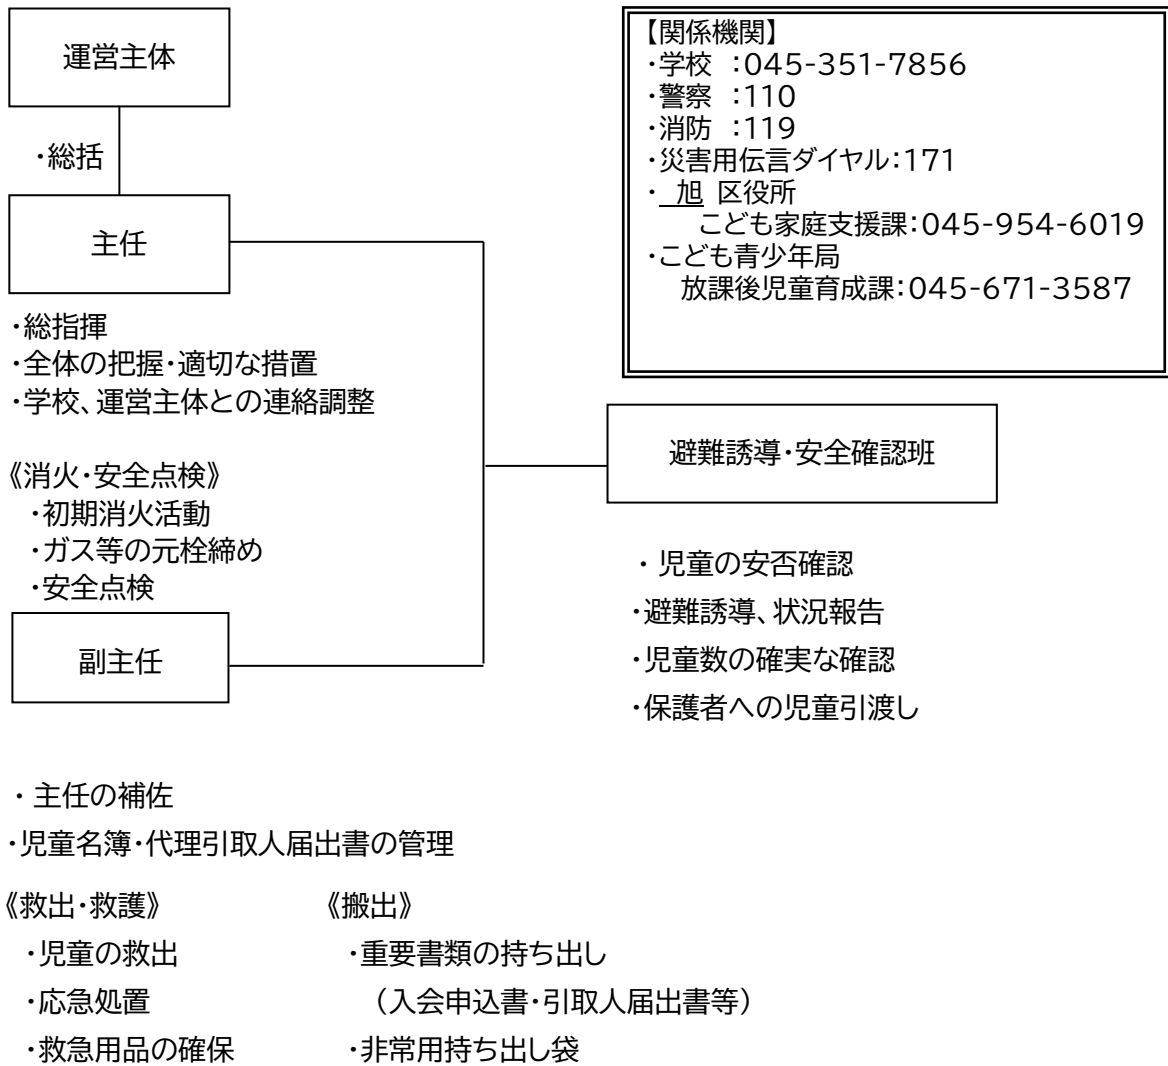 運営主体
・総括
主任
・総指揮
・全体の把握・適切な措置
・学校、運営主体との連絡調整
《消火・安全点検》
・初期消火活動
・ガス等の元栓締め
・安全点検
副主任
・ 主任の補佐
・児童名簿・代理引取人届出書の管理
《救出・救護》
・児童の救出
・応急処置
・救急用品の確保
《搬出》
・重要書類の持ち出し
（入会申込書・引取人届出書等）
・非常用持ち出し袋
【関係機関】
・学校 ：045-351-7856
・警察 ：110
・消防 ：119
・災害用伝言ダイヤル：171
・ 旭 区役所
こども家庭支援課：045-954-6019
・こども青少年局
放課後児童育成課：045-671-3587
避難誘導・安全確認班
・ 児童の安否確認
・避難誘導、状況報告
・児童数の確実な確認
・保護者への児童引渡し